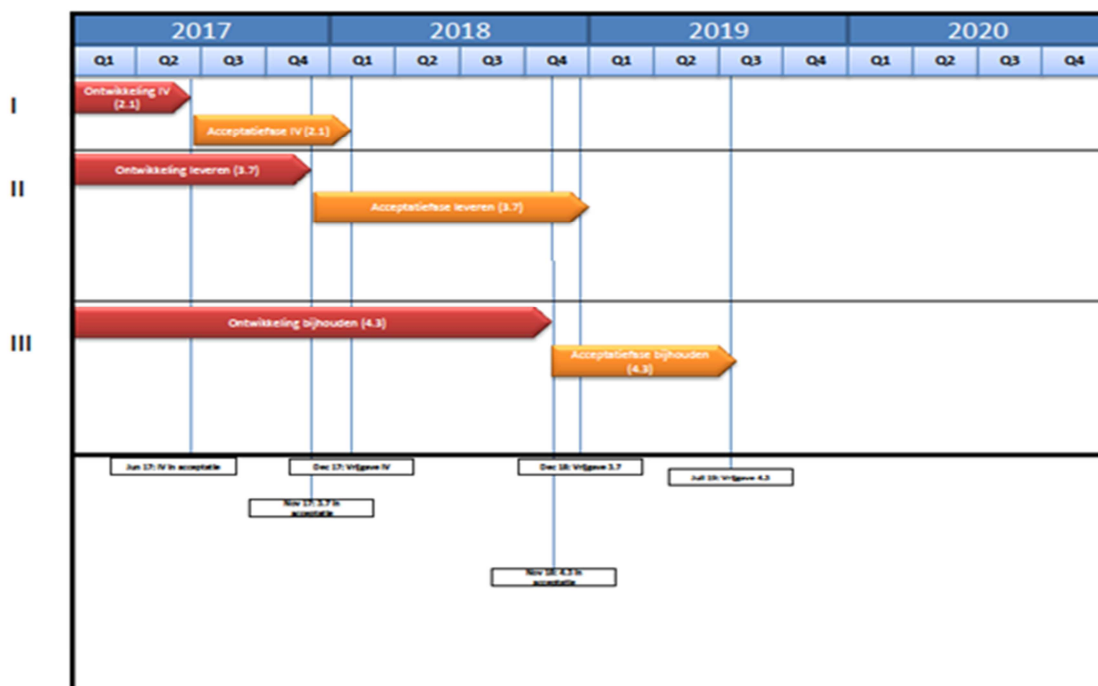 2017 2018 2019 2020
Q1 Q2 Q3 Q4 Q1 Q2 Q3 Q4 Q1 Q2 Q3 Q4 Q1 Q2 Q3 Q4
I
Ontwikkeling IV
(2.1)
Acceptatiefase IV (2.1)
II
Ontwikkeling leveren (3.7)
Acceptatiefase leveren (3.7)
III
Ontwikkeling bijhouden (4.3)
Acceptatiefase bijhouden
(4.3)
Jun 17: IV in acceptatie
Dec 17: Vrijgave IV
Dec 18: Vrijgave 3.7
Juli 19: Vrijgave 4.3
Nov 17: 3.7 in
acceptatie
Nov 18: 4.3 in
acceptatie